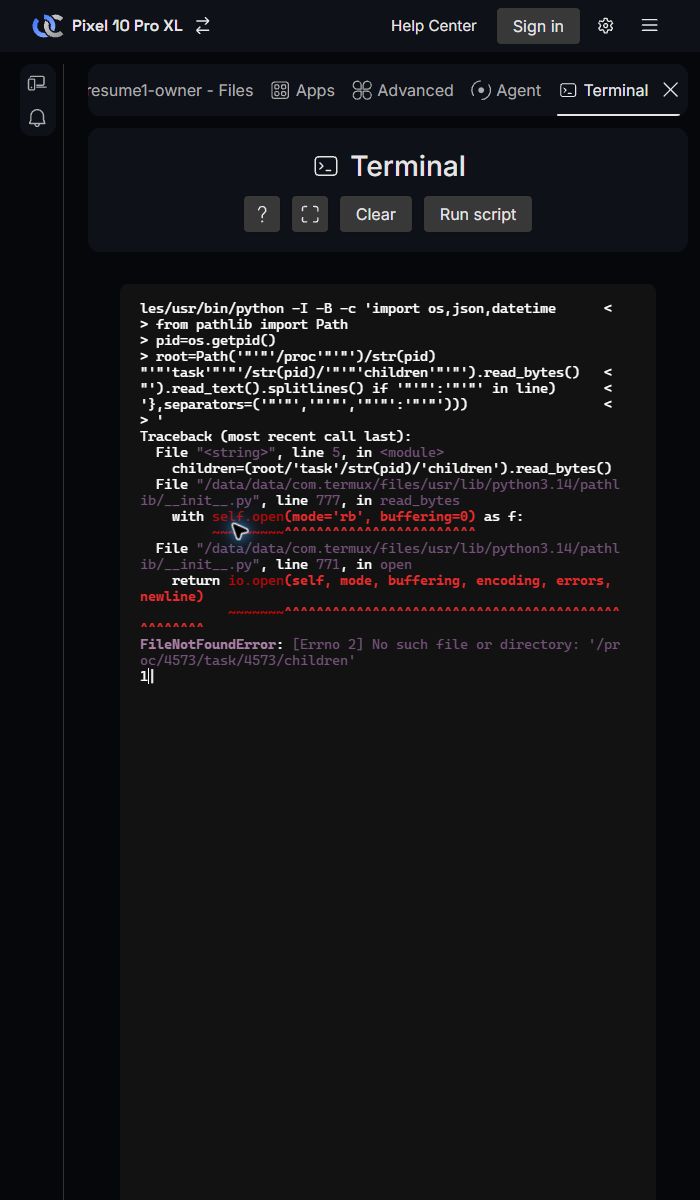 Pixel 10 Pro XL
Help Center
Sign in
resume1-owner - Files
Apps
Advanced
Agent
Terminal
Terminal
?
Clear
Run script
les/usr/bin/python -I -B -c 'import os,json,datetime      <
> from pathlib import Path
> pid=os.getpid()
> root=Path('"'"'/proc'"'"')/str(pid)
"'"'task'"'"'/str(pid)/'"'"'children'"'"').read_bytes()   <
"').read_text().splitlines() if '"'"':'"'"' in line)      <
'},separators=('"'"','"'"','"'"':'"'"')))                 <
> '
Traceback (most recent call last):
  File "<string>", line 5, in <module>
    children=(root/'task'/str(pid)/'children').read_bytes()
  File "/data/data/com.termux/files/usr/lib/python3.14/pathl
ib/__init__.py", line 777, in read_bytes
    with self.open(mode='rb', buffering=0) as f:
         ~~~~~~~~~^^^^^^^^^^^^^^^^^^^^^^^^
  File "/data/data/com.termux/files/usr/lib/python3.14/pathl
ib/__init__.py", line 771, in open
    return io.open(self, mode, buffering, encoding, errors,
newline)
           ~~~~~~~^^^^^^^^^^^^^^^^^^^^^^^^^^^^^^^^^^^^^^^^^^
^^^^^^^^
FileNotFoundError: [Errno 2] No such file or directory: '/pr
oc/4573/task/4573/children'
1|